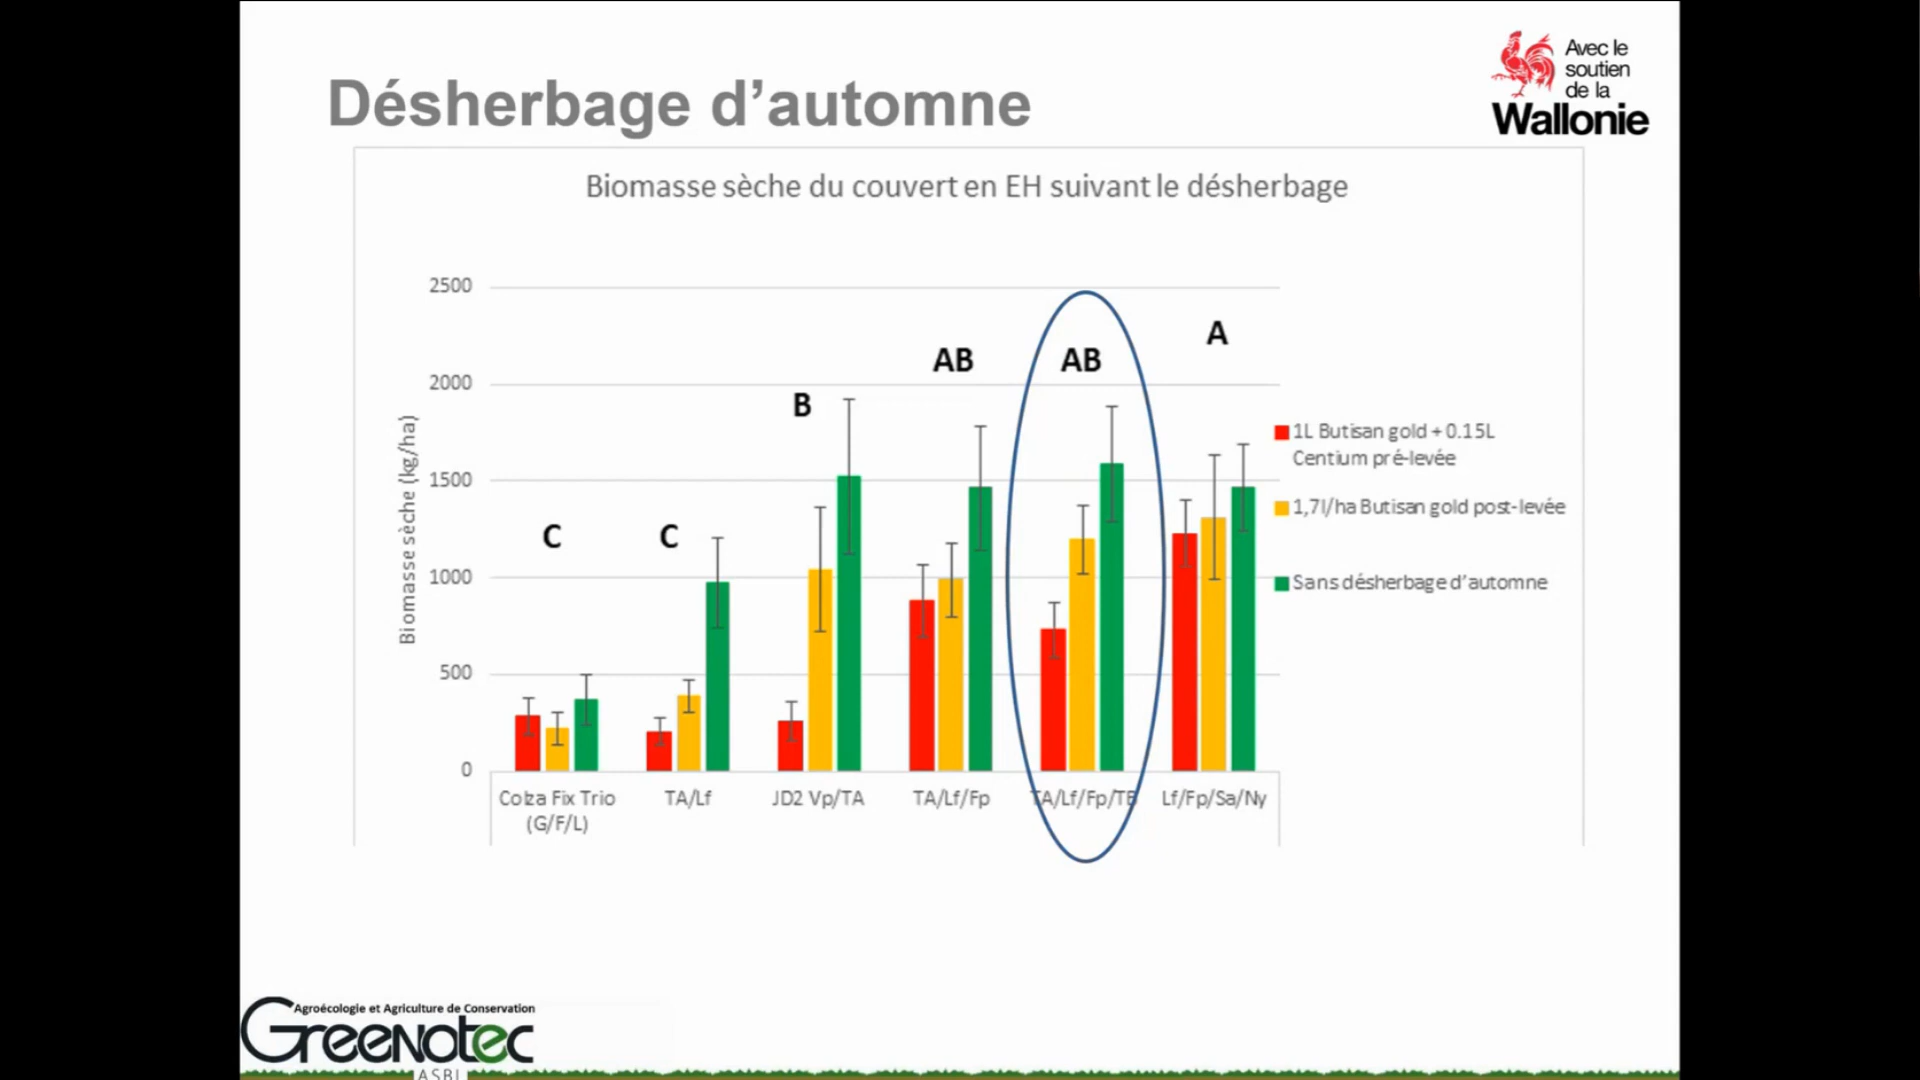 Désherbage d'automne
Avec le
soutien
de la
Wallonie
Biomasse sèche du couvert en EH suivant le désherbage
2500
2000
1500
1000
500
0
Biomasse sèche (kg/ha)
C
C
B
AB
AB
A
1L Butisan gold + 0.15L
Centium pré-levée
1,7l/ha Butisan gold post-levée
Sans désherbage d'automne
Colza Fix Trio
(G/F/L)
TA/Lf
JD2 Vp/TA
TA/Lf/Fp
TA/Lf/Fp/TB
Lf/Fp/Sa/Ny
Agroécologie et Agriculture de Conservation
Greenotec
ASBL